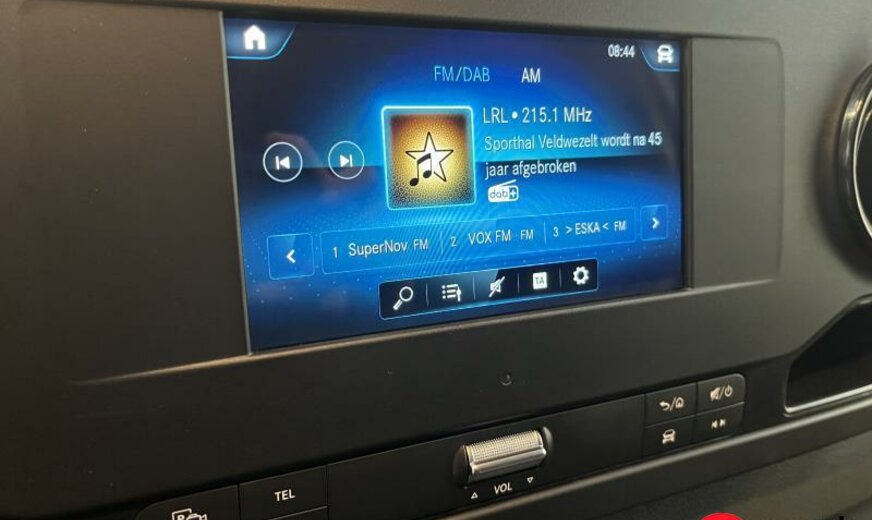 08:44
FM/DAB AM
LRL • 215.1 MHz
Sporthal Veldwezelt wordt na 45
jaar afgebroken
dab+
1 SuperNov FM 2 VOX FM FM 3 > ESKA < FM
TA
TEL
VOL